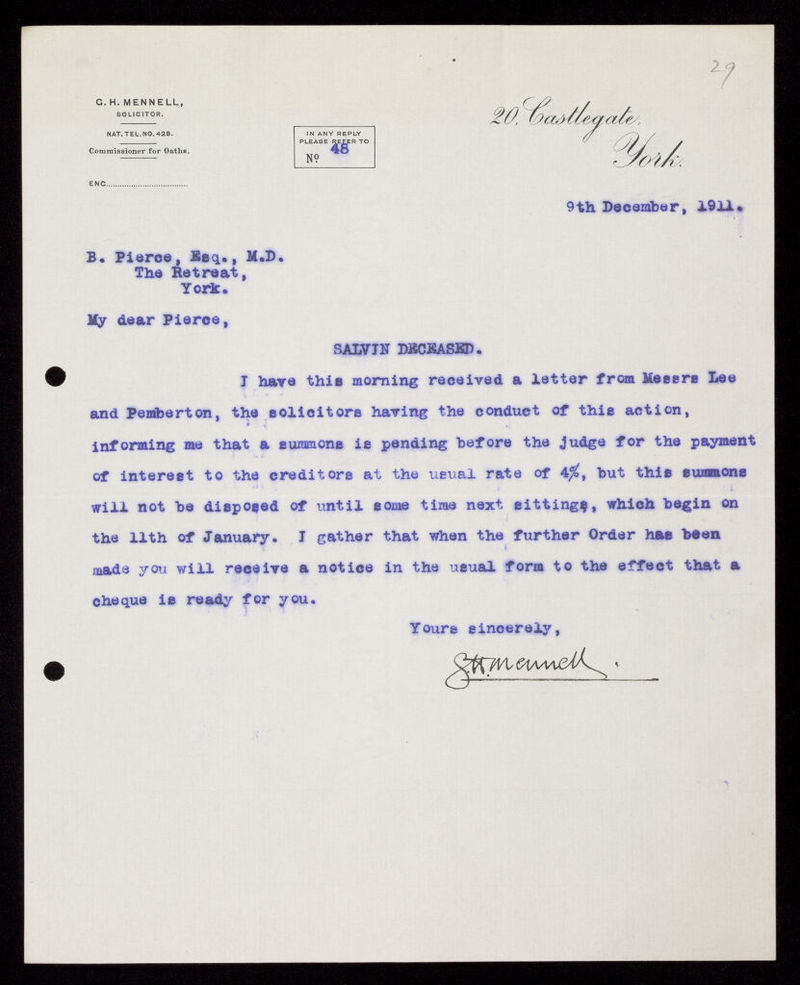 29
G. H. MENNELL,
SOLICITOR.
NAT. TEL. NO. 428.
Commissioner for Oaths.
ENC....................................
IN ANY REPLY
PLEASE REFER TO
Nº 48
20, Castlegate,
York.
9th December, 1911.
B. Pierce, Esq., M.D.
The Retreat,
York.
My dear Pierce,
SALVIN DECEASED.
I have this morning received a letter from Messrs Lee
and Pemberton, the solicitors having the conduct of this action,
informing me that a summons is pending before the judge for the payment
of interest to the creditors at the usual rate of 4%, but this summons
will not be disposed of until some time next sittings, which begin on
the 11th of January. I gather that when the further Order has been
made you will receive a notice in the usual form to the effect that a
cheque is ready for you.
Yours sincerely,
G. H. Mennell.